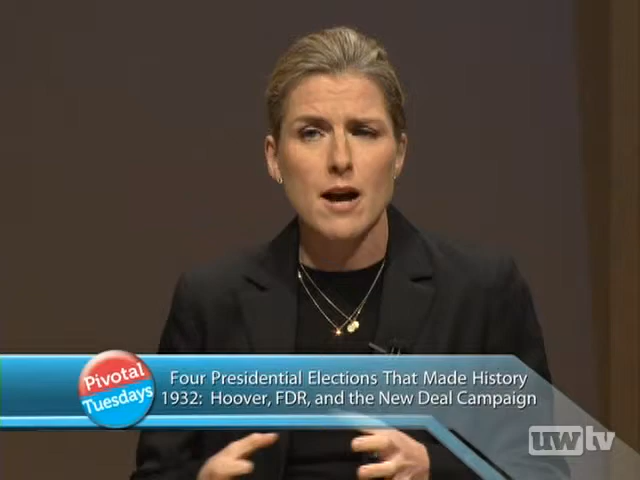 Pivotal
Tuesdays
Four Presidential Elections That Made History
1932: Hoover, FDR, and the New Deal Campaign
uwtv